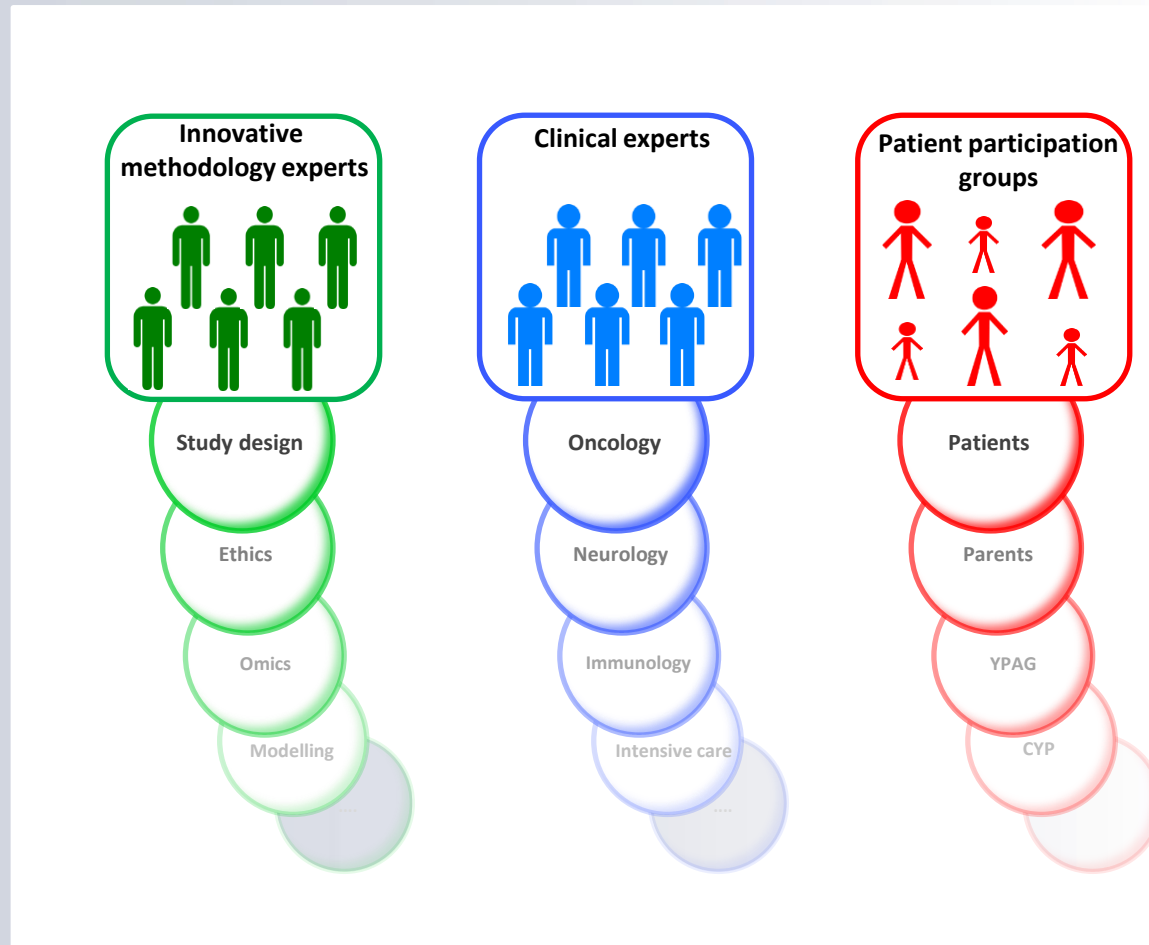 Innovative
methodology experts
Study design
Ethics
Omics
Modelling
....
Clinical experts
Oncology
Neurology
Immunology
Intensive care
....
Patient participation
groups
Patients
Parents
YPAG
CYP